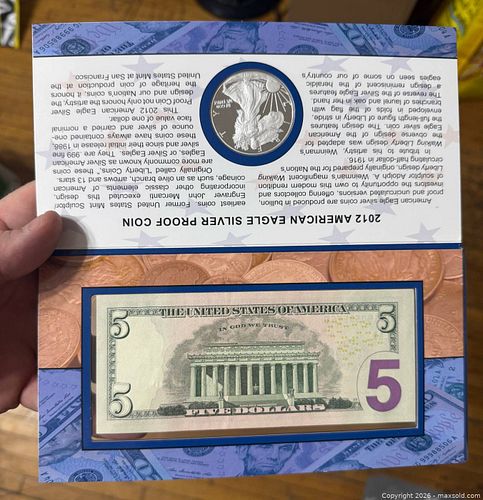 2012 AMERICAN EAGLE SILVER PROOF COIN
American Eagle silver coins are produced in bullion,
proof and uncirculated versions, offering collectors and
investors the opportunity to own this modern rendition
of sculptor Adolph A. Weinman's magnificent Walking
Liberty design, originally prepared for the nation's
circulating half-dollar in 1916.
In tribute to his artistry, Weinman's
Walking Liberty design was adapted for
the obverse design of the American
Eagle Silver coin. The design features
a full-length figure of Liberty in stride,
enveloped in folds of the flag with
branches of laurel and oak in her hand.
The reverse of the Silver Eagle features
a design reminiscent of the heraldic
eagles seen on some of our country's
earliest coins. Former United States Mint Sculptor/
Engraver John Mercanti executed this design,
incorporating other classic elements of American
coinage, such as an olive branch, arrows and 13 stars.
Originally called "Liberty Coins", these coins
are more commonly known as Silver American
Eagles or Silver Eagles. They are .999 fine
silver and since their initial release in 1986,
these coins have always contained one-
ounce of silver and carried a nominal
face value of one dollar.
This 2012 American Eagle Silver
Proof Coin not only honors the artistry, the
design and our Nation's coins, it honors
the heritage of coin production at the
United States Mint at San Francisco.
THE UNITED STATES OF AMERICA
IN GOD WE TRUST
5
5
5
5
FIVE DOLLARS
Copyright 2026 - maxsold.com